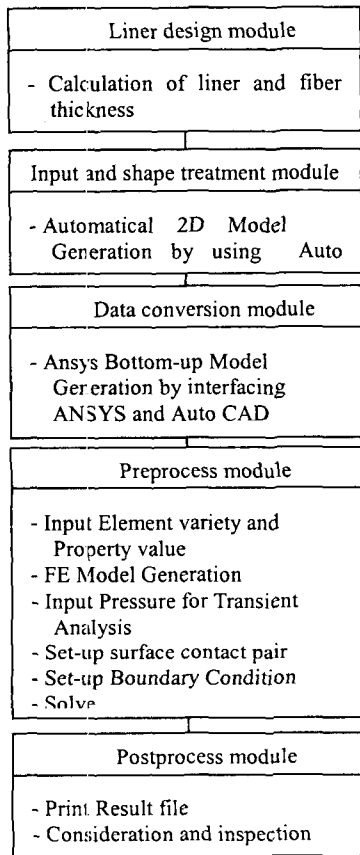 Liner design module
- Calculation of liner and fiber
thickness
Input and shape treatment module
- Automatical 2D Model
Generation by using Auto
Data conversion module
- Ansys Bottom-up Model
Generation by interfacing
ANSYS and Auto CAD
Preprocess module
- Input Element variety and
Property value
- FE Model Generation
- Input Pressure for Transient
Analysis
- Set-up surface contact pair
- Set-up Boundary Condition
- Solve
Postprocess module
- Print Result file
- Consideration and inspection